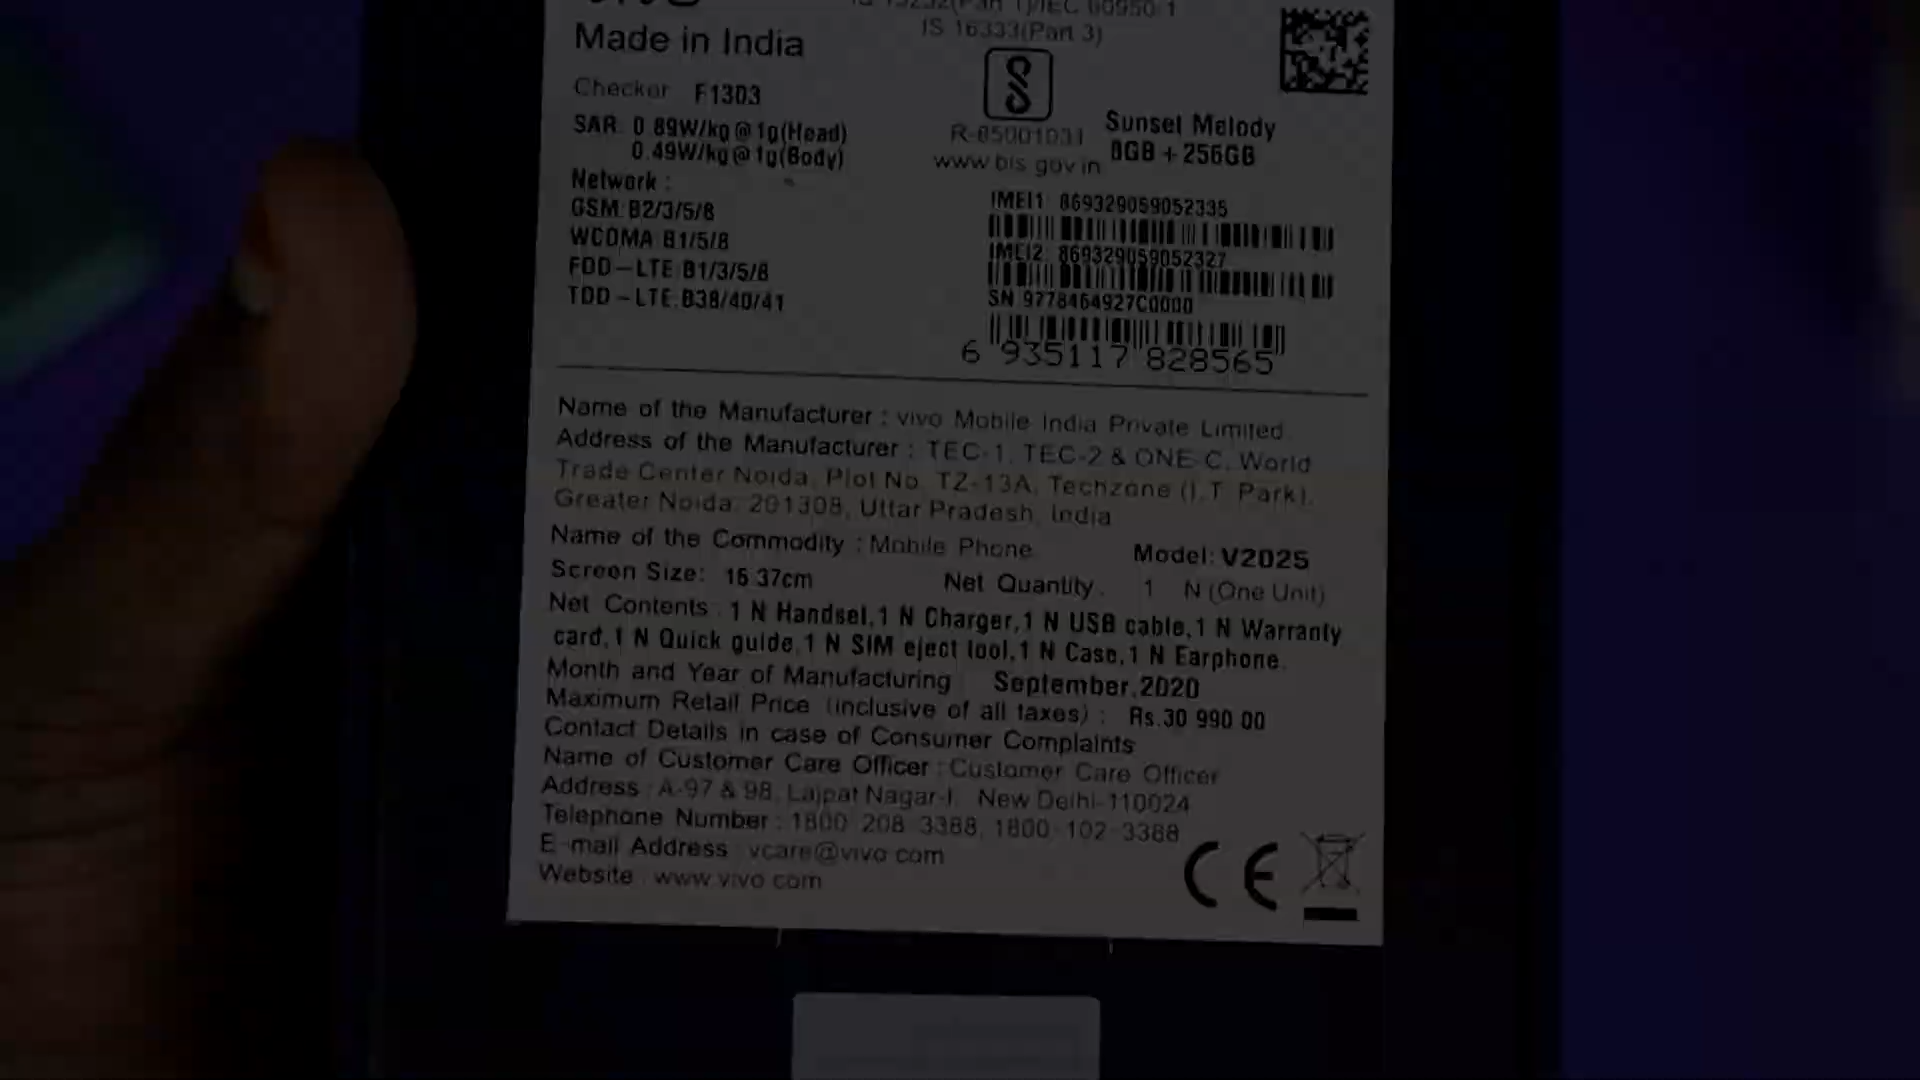 vivo
IS 16333(Part 3)
Made in India
Checker F1303
SAR: 0.89W/kg@1g(Head)
0.49W/kg@1g(Body)
R-85001031
www.bis.gov.in
Sunset Melody
8GB + 256GB
Network :
GSM:B2/3/5/8
WCDMA:B1/5/8
FDD-LTE:B1/3/5/8
TDD-LTE:B38/40/41
IMEI1: 869329059052335
IMEI2: 869329059052327
SN:9778464927C0000
6 935117 828565
Name of the Manufacturer : vivo Mobile India Private Limited.
Address of the Manufacturer : TEC-1, TEC-2 & ONE-C, World
Trade Center Noida, Plot No. TZ-13A, Techzone (I.T. Park),
Greater Noida, 201308, Uttar Pradesh, India
Name of the Commodity : Mobile Phone
Model: V2025
Screen Size: 16.37cm
Net Quantity: 1 N (One Unit)
Net Contents: 1 N Handset,1 N Charger,1 N USB cable,1 N Warranty
card,1 N Quick guide,1 N SIM eject tool,1 N Case,1 N Earphone.
Month and Year of Manufacturing September,2020
Maximum Retail Price (inclusive of all taxes) : Rs.30 990.00
Contact Details in case of Consumer Complaints
Name of Customer Care Officer : Customer Care Officer
Address : A-97 & 98, Lajpat Nagar-I, New Delhi-110024
Telephone Number : 1800-208-3388, 1800-102-3388
E-mail Address : vcare@vivo.com
Website : www.vivo.com
CE